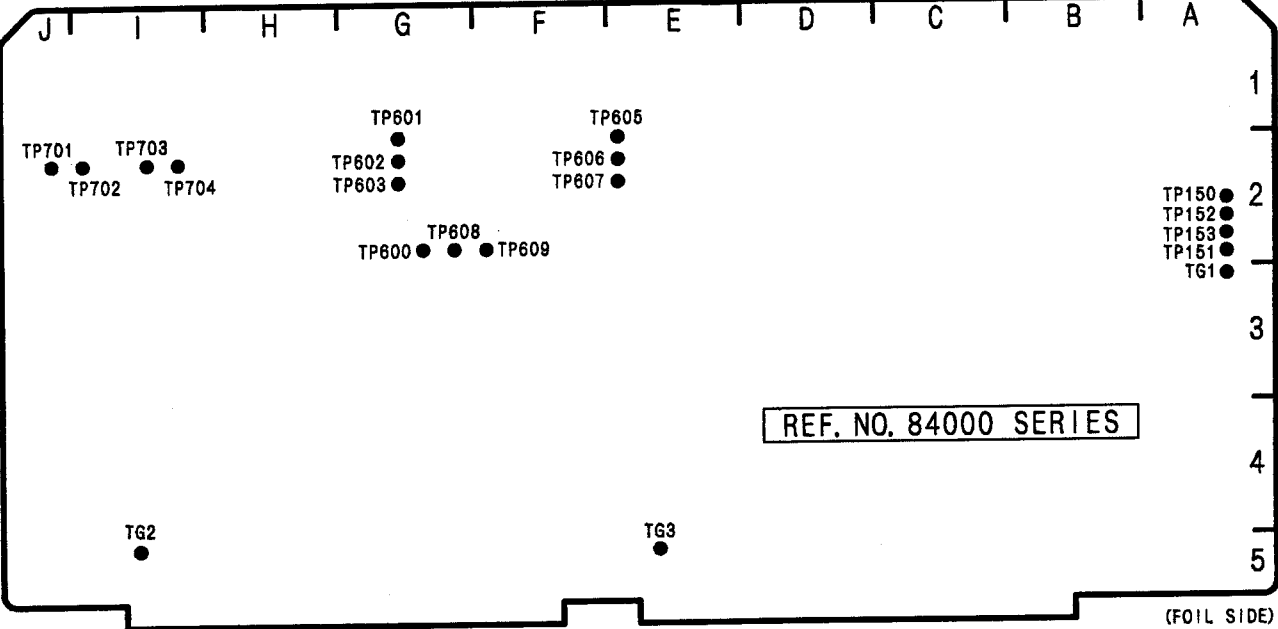 J I H G F E D C B A
1
TP601 TP605
TP701 TP703 TP602 TP606
TP702 TP704 TP603 TP607
2
TP150
TP152
TP608 TP153
TP600 TP609 TP151
TG1
3
REF. NO. 84000 SERIES
4
TG2 TG3
5
(FOIL SIDE)